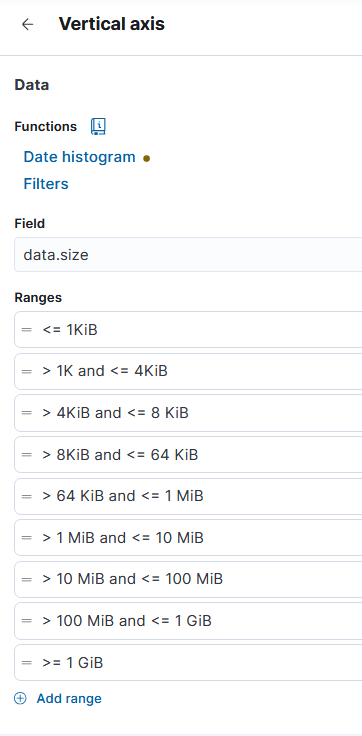 Vertical axis
Data
Functions
Date histogram
Filters
Field
data.size
Ranges
<= 1KiB
> 1K and <= 4KiB
> 4KiB and <= 8 KiB
> 8KiB and <= 64 KiB
> 64 KiB and <= 1 MiB
> 1 MiB and <= 10 MiB
> 10 MiB and <= 100 MiB
> 100 MiB and <= 1 GiB
>= 1 GiB
Add range